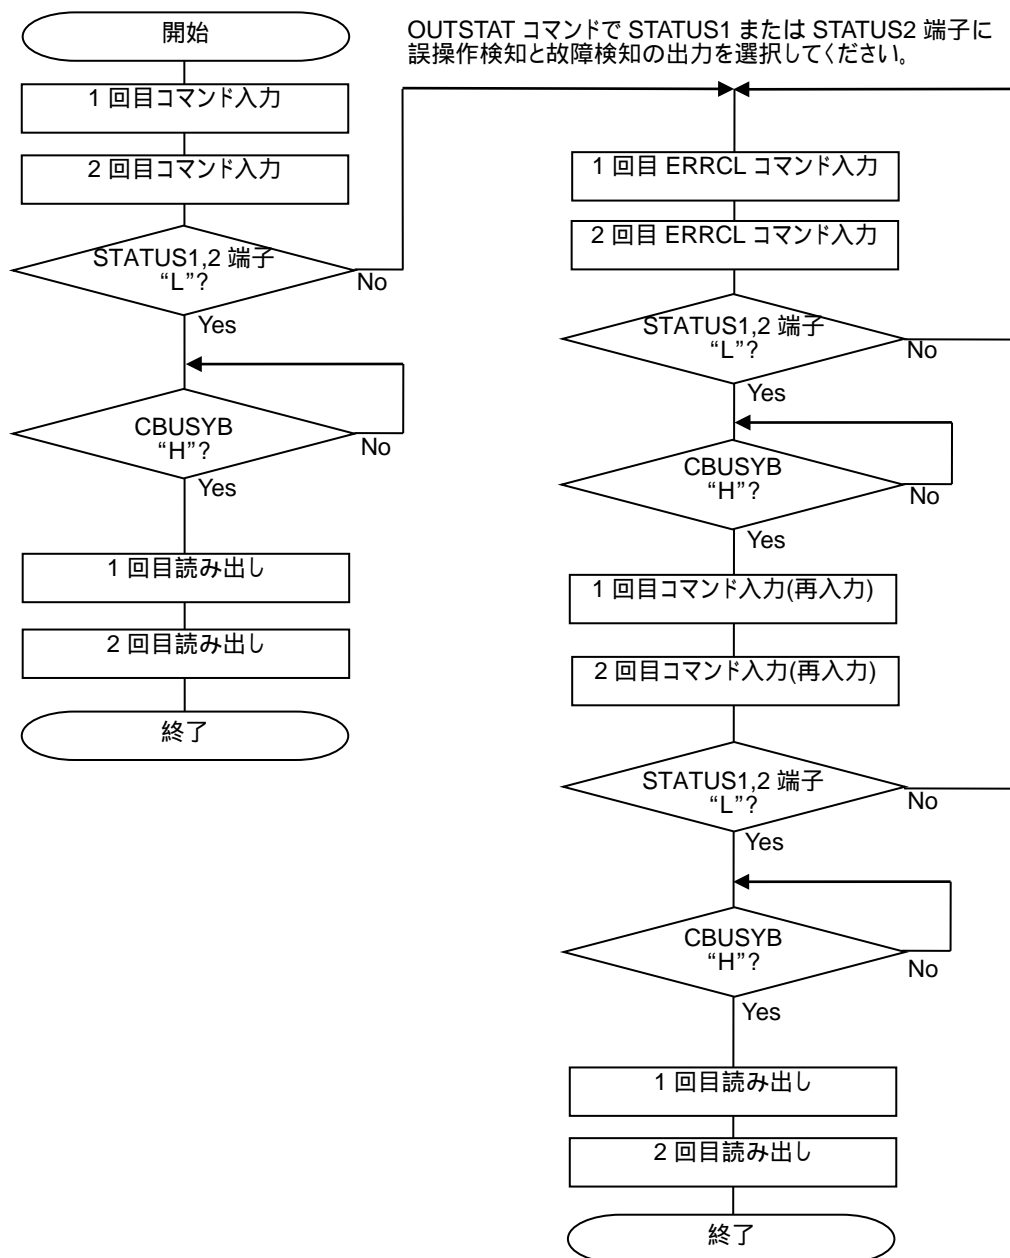 開始
1 回目コマンド入力
2 回目コマンド入力
STATUS1,2 端子
“L”?
No
Yes
CBUSYB
“H”?
No
Yes
1 回目読み出し
2 回目読み出し
終了
OUTSTAT コマンドで STATUS1 または STATUS2 端子に
誤操作検知と故障検知の出力を選択してください。
1 回目 ERRCL コマンド入力
2 回目 ERRCL コマンド入力
STATUS1,2 端子
“L”?
No
Yes
CBUSYB
“H”?
No
Yes
1 回目コマンド入力(再入力)
2 回目コマンド入力(再入力)
STATUS1,2 端子
“L”?
No
Yes
CBUSYB
“H”?
No
Yes
1 回目読み出し
2 回目読み出し
終了